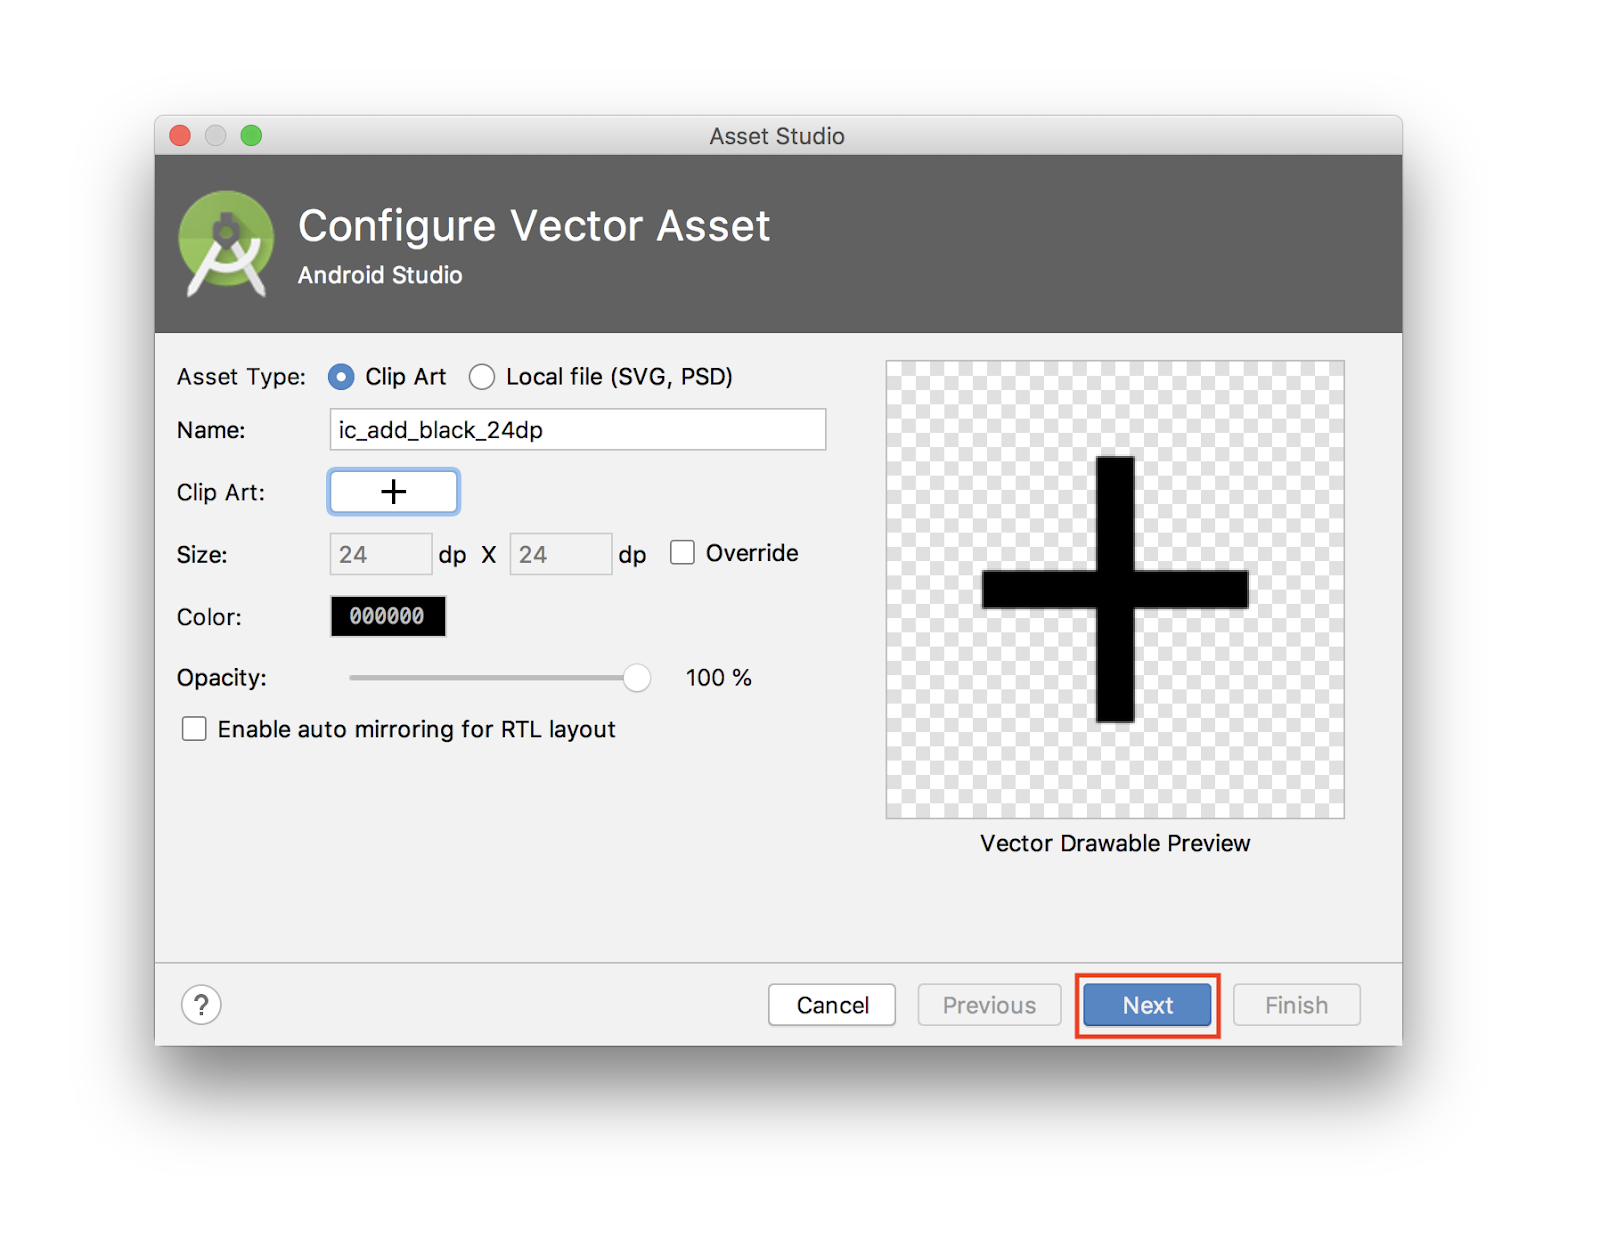 Asset Studio
Configure Vector Asset
Android Studio
Asset Type: Clip Art Local file (SVG, PSD)
Name: ic_add_black_24dp
Clip Art:
Size: 24 dp X 24 dp Override
Color: 000000
Opacity: 100 %
Enable auto mirroring for RTL layout
Vector Drawable Preview
? Cancel Previous Next Finish